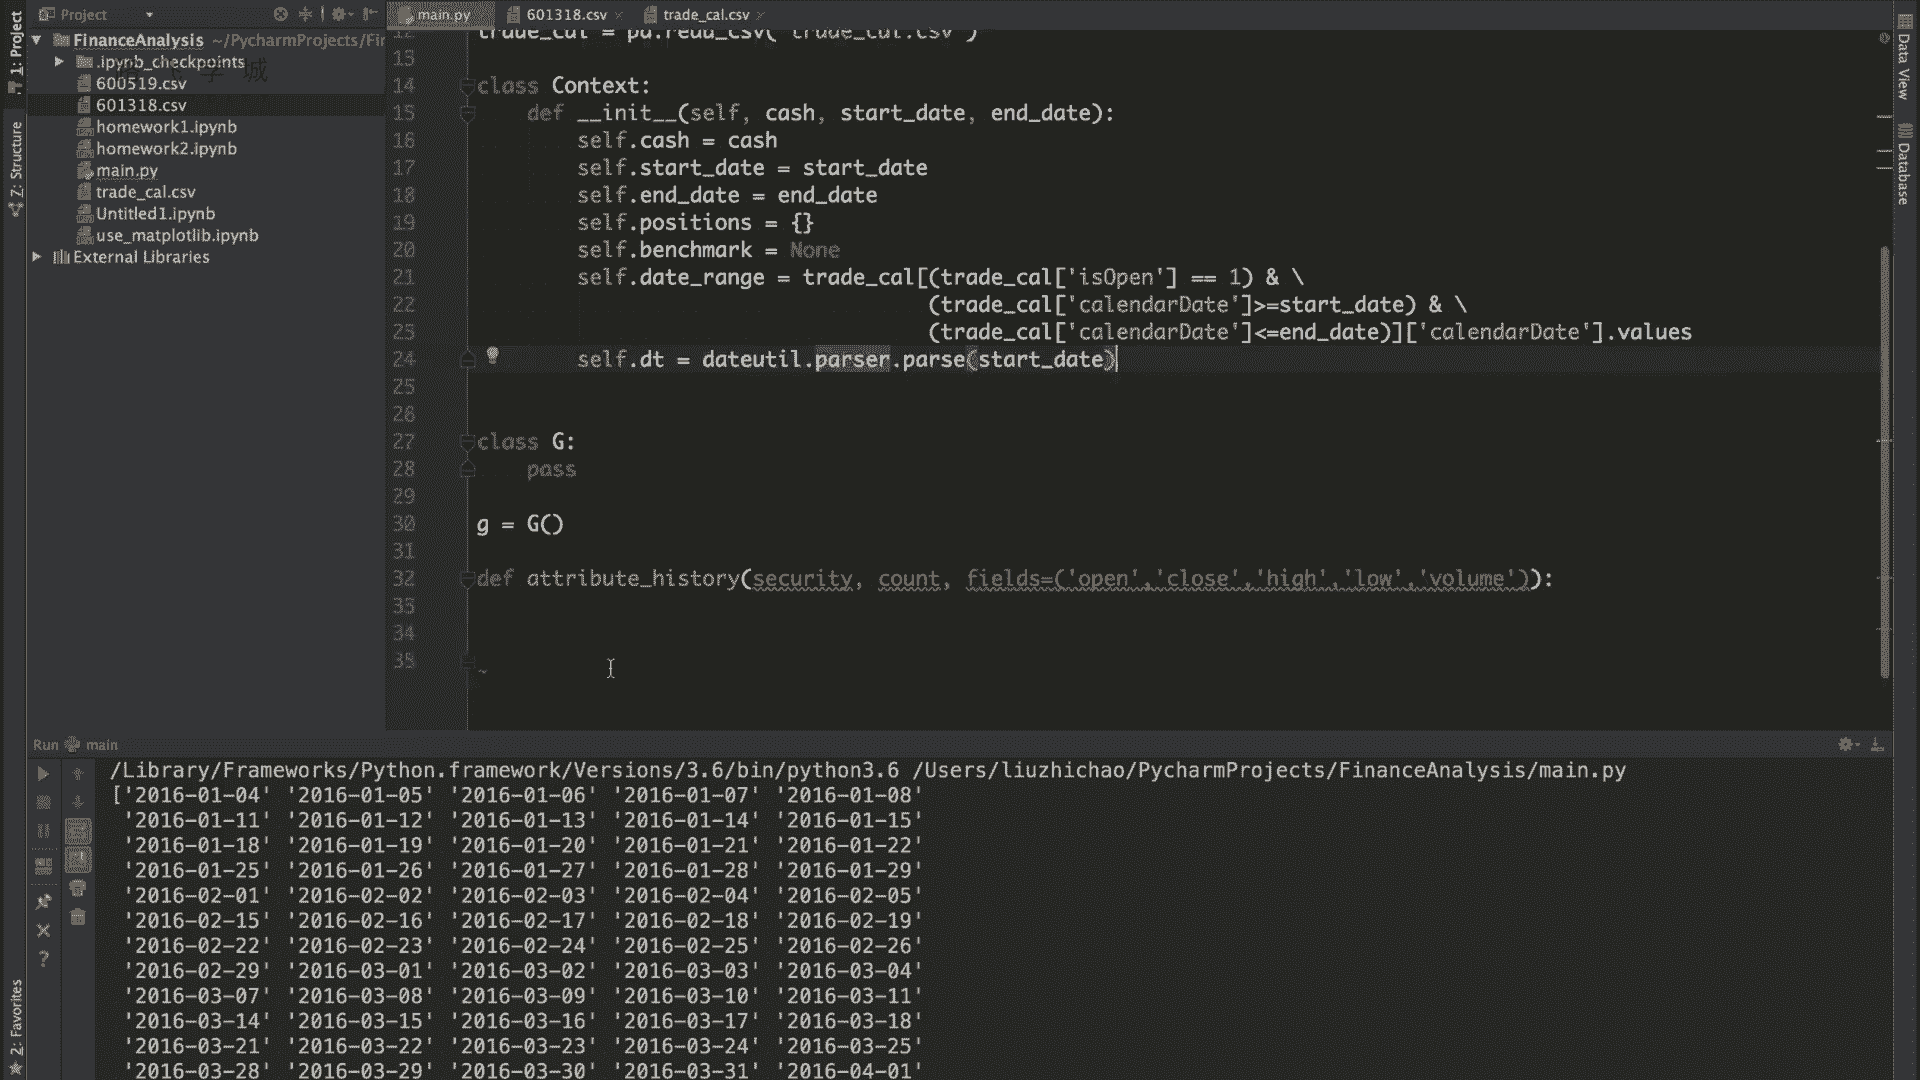 Project
main.py
601318.csv
trade_cal.csv
1: Project
FinanceAnalysis ~/PycharmProjects/Fir
.ipynb_checkpoints
600519.csv
601318.csv
homework1.ipynb
homework2.ipynb
main.py
trade_cal.csv
Untitled1.ipynb
use_matplotlib.ipynb
External Libraries
Z: Structure
2: Favorites
Data View
Database
12 trade_cal = pd.read_csv('trade_cal.csv')
13
14 class Context:
15 def __init__(self, cash, start_date, end_date):
16 self.cash = cash
17 self.start_date = start_date
18 self.end_date = end_date
19 self.positions = {}
20 self.benchmark = None
21 self.date_range = trade_cal[(trade_cal['isOpen'] == 1) & \
22 (trade_cal['calendarDate']>=start_date) & \
23 (trade_cal['calendarDate']<=end_date)]['calendarDate'].values
24 self.dt = dateutil.parser.parse(start_date)
25
26
27 class G:
28 pass
29
30 g = G()
31
32 def attribute_history(security, count, fields=('open','close','high','low','volume')):
33
34
35
Run main
/Library/Frameworks/Python.framework/Versions/3.6/bin/python3.6 /Users/liuzhichao/PycharmProjects/FinanceAnalysis/main.py
['2016-01-04' '2016-01-05' '2016-01-06' '2016-01-07' '2016-01-08'
'2016-01-11' '2016-01-12' '2016-01-13' '2016-01-14' '2016-01-15'
'2016-01-18' '2016-01-19' '2016-01-20' '2016-01-21' '2016-01-22'
'2016-01-25' '2016-01-26' '2016-01-27' '2016-01-28' '2016-01-29'
'2016-02-01' '2016-02-02' '2016-02-03' '2016-02-04' '2016-02-05'
'2016-02-15' '2016-02-16' '2016-02-17' '2016-02-18' '2016-02-19'
'2016-02-22' '2016-02-23' '2016-02-24' '2016-02-25' '2016-02-26'
'2016-02-29' '2016-03-01' '2016-03-02' '2016-03-03' '2016-03-04'
'2016-03-07' '2016-03-08' '2016-03-09' '2016-03-10' '2016-03-11'
'2016-03-14' '2016-03-15' '2016-03-16' '2016-03-17' '2016-03-18'
'2016-03-21' '2016-03-22' '2016-03-23' '2016-03-24' '2016-03-25'
'2016-03-28' '2016-03-29' '2016-03-30' '2016-03-31' '2016-04-01'